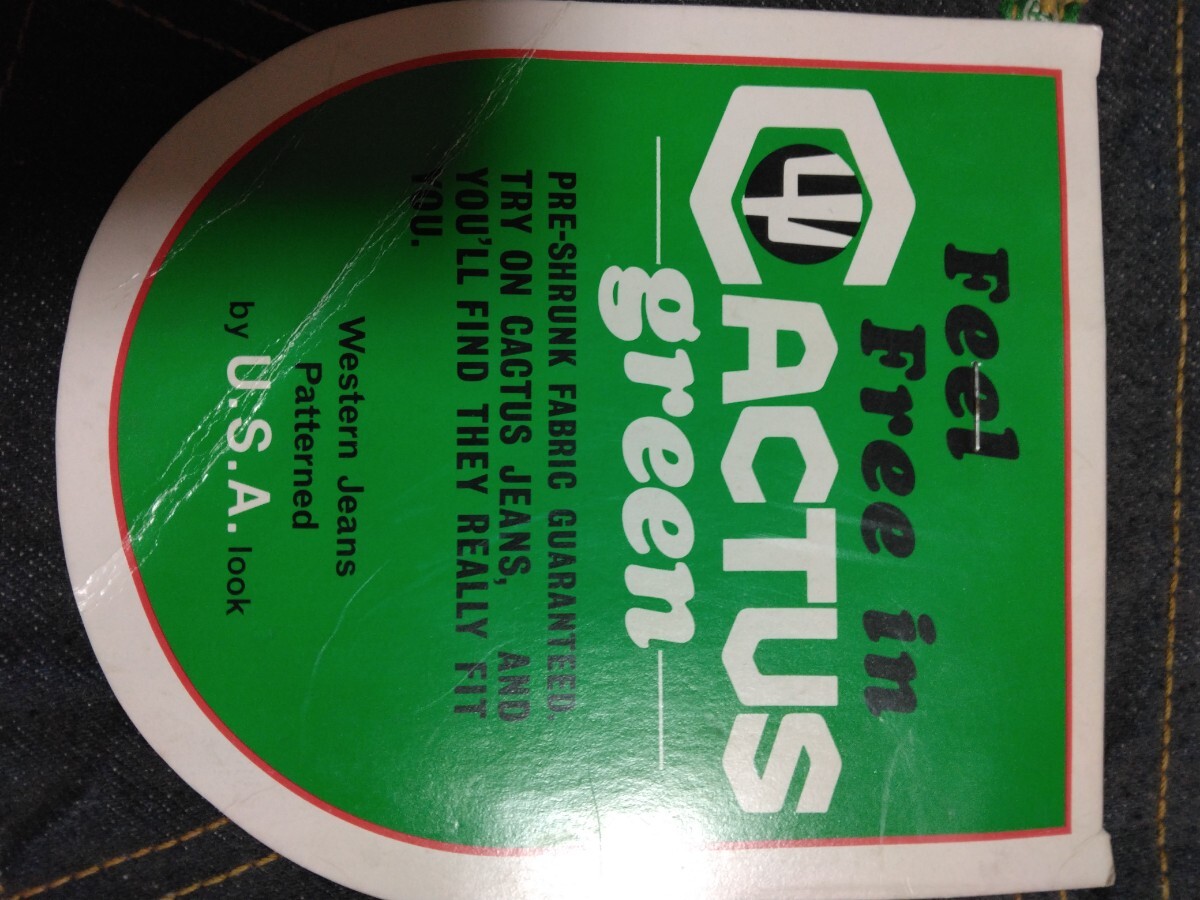 Feel
Free in
CACTUS
green
PRE-SHRUNK FABRIC GUARANTEED.
TRY ON CACTUS JEANS, AND
YOU'LL FIND THEY REALLY FIT
YOU.
Western Jeans
Patterned
by U.S.A. look